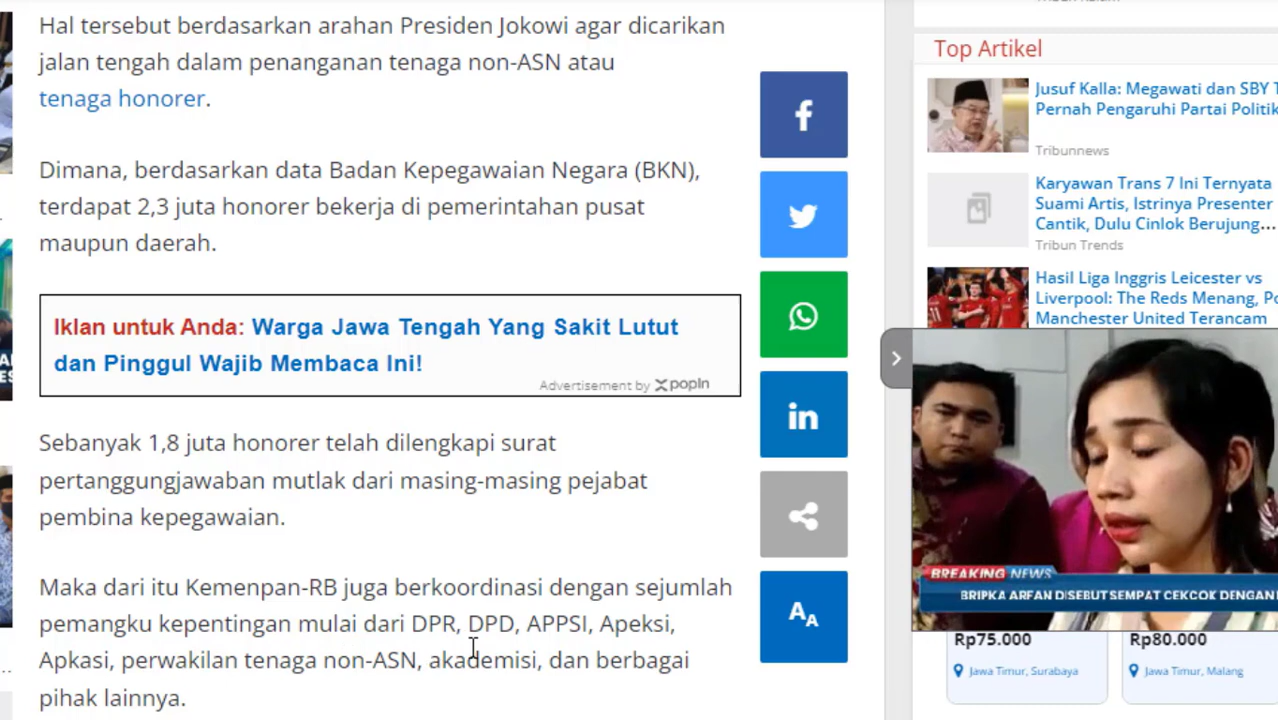 Hal tersebut berdasarkan arahan Presiden Jokowi agar dicarikan
jalan tengah dalam penanganan tenaga non-ASN atau
tenaga honorer.
Dimana, berdasarkan data Badan Kepegawaian Negara (BKN),
terdapat 2,3 juta honorer bekerja di pemerintahan pusat
maupun daerah.
Iklan untuk Anda: Warga Jawa Tengah Yang Sakit Lutut
dan Pinggul Wajib Membaca Ini!
Advertisement by popIn
Sebanyak 1,8 juta honorer telah dilengkapi surat
pertanggungjawaban mutlak dari masing-masing pejabat
pembina kepegawaian.
Maka dari itu Kemenpan-RB juga berkoordinasi dengan sejumlah
pemangku kepentingan mulai dari DPR, DPD, APPSI, Apeksi,
Apkasi, perwakilan tenaga non-ASN, akademisi, dan berbagai
pihak lainnya.
f
in
AA
Top Artikel
Jusuf Kalla: Megawati dan SBY T
Pernah Pengaruhi Partai Politik
Tribunnews
Karyawan Trans 7 Ini Ternyata
Suami Artis, Istrinya Presenter
Cantik, Dulu Cinlok Berujung...
Tribun Trends
Hasil Liga Inggris Leicester vs
Liverpool: The Reds Menang, Po
Manchester United Terancam
BREAKING NEWS
BRIPKA ARFAN DISEBUT SEMPAT CEKCOK DENGAN
Rp75.000
Jawa Timur, Surabaya
Rp80.000
Jawa Timur, Malang